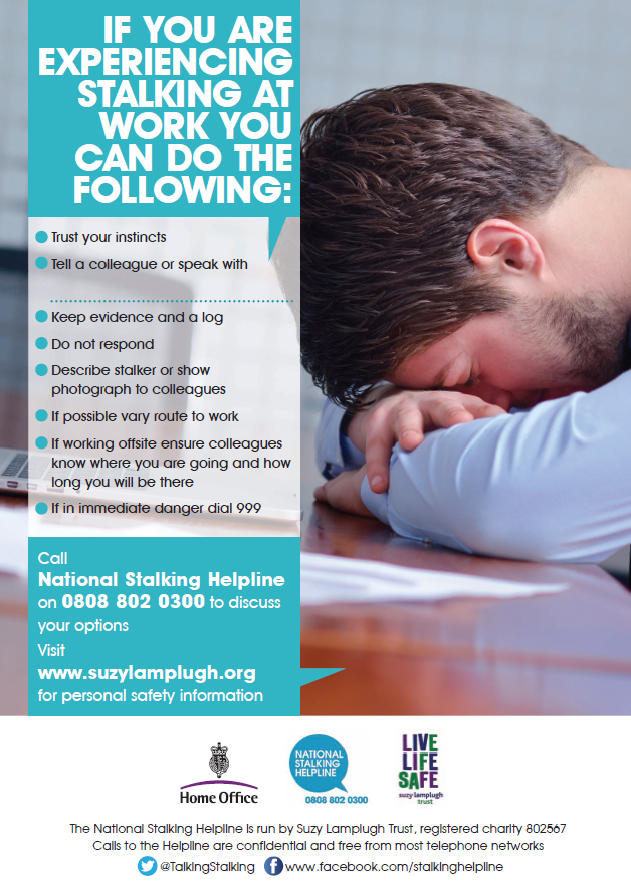 IF YOU ARE
EXPERIENCING
STALKING AT
WORK YOU
CAN DO THE
FOLLOWING:
Trust your instincts
Tell a colleague or speak with
Keep evidence and a log
Do not respond
Describe stalker or show
photograph to colleagues
If possible vary route to work
If working offsite ensure colleagues
know where you are going and how
long you will be there
If in immediate danger dial 999
Call
National Stalking Helpline
on 0808 802 0300 to discuss
your options
Visit
www.suzylamplugh.org
for personal safety information
Home Office
NATIONAL
STALKING
HELPLINE
0808 802 0300
LIVE
LIFE
SAFE
suzy lamplugh
trust
The National Stalking Helpline is run by Suzy Lamplugh Trust, registered charity 802567
Calls to the Helpline are confidential and free from most telephone networks
@TalkingStalking www.facebook.com/stalkinghelpline